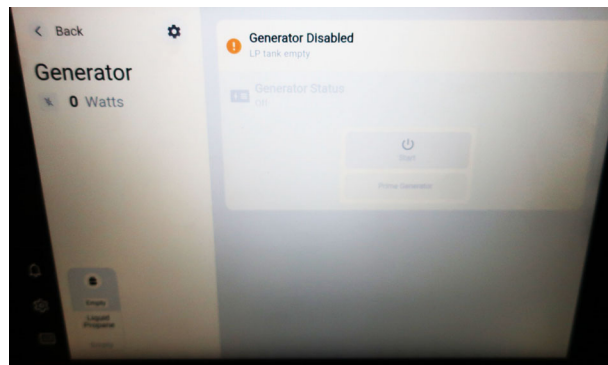 Back
Generator
0 Watts
Generator Disabled
LP tank empty
Generator Status
Off
Start
Prime Generator
Empty
Liquid
Propane